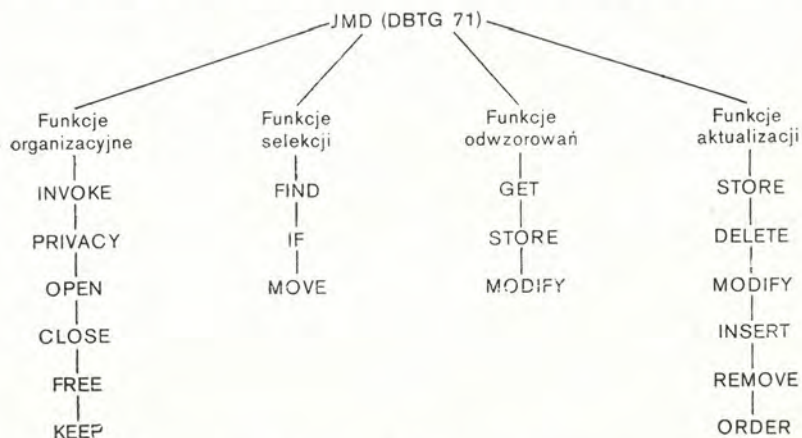 JMD (DBTG 71)
Funkcje
organizacyjne
INVOKE
PRIVACY
OPEN
CLOSE
FREE
KEEP
Funkcje
selekcji
FIND
IF
MOVE
Funkcje
odwzorowań
GET
STORE
MODIFY
Funkcje
aktualizacji
STORE
DELETE
MODIFY
INSERT
REMOVE
ORDER